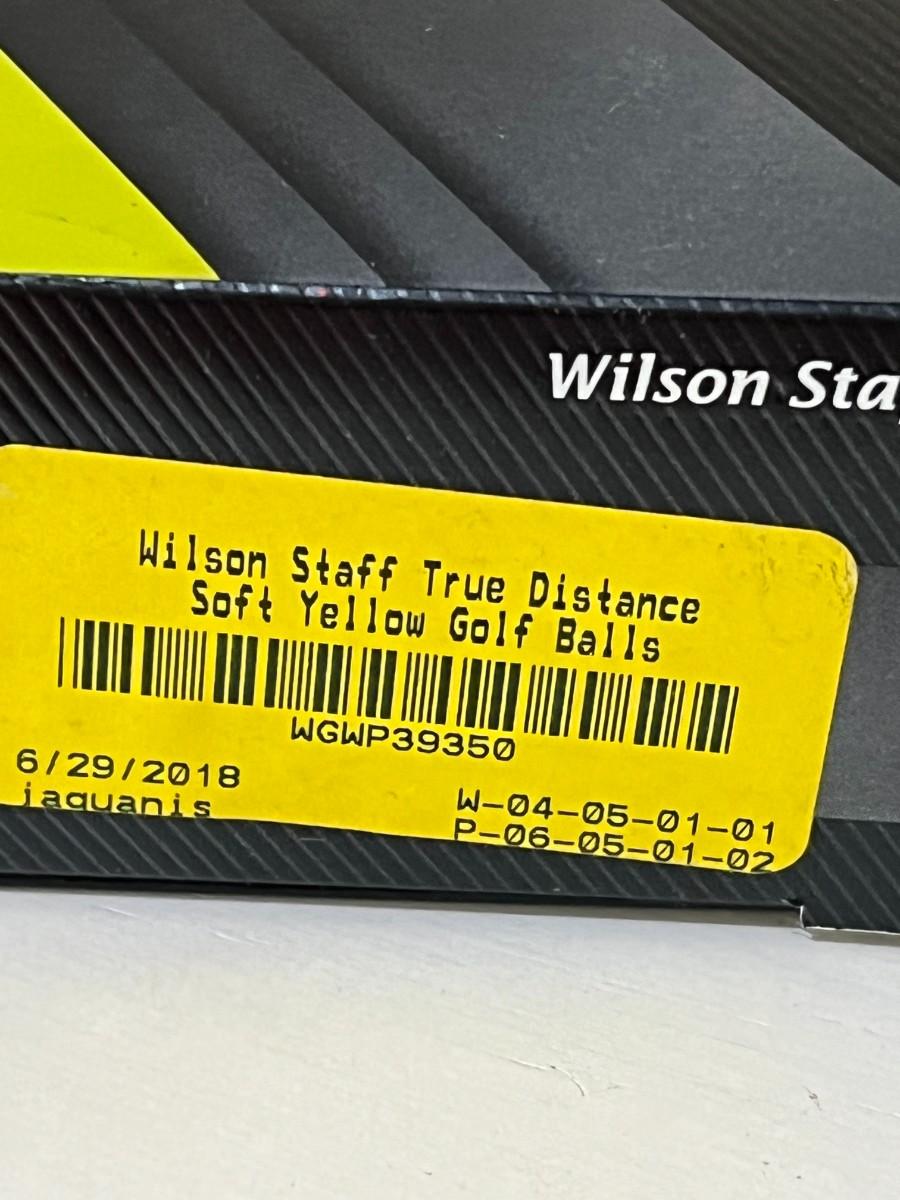 Wilson Sta
Wilson Staff True Distance
Soft Yellow Golf Balls
WGWP39350
6/29/2018
jaquanis
W-04-05-01-01
P-06-05-01-02